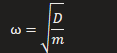 ω = √(D/m)